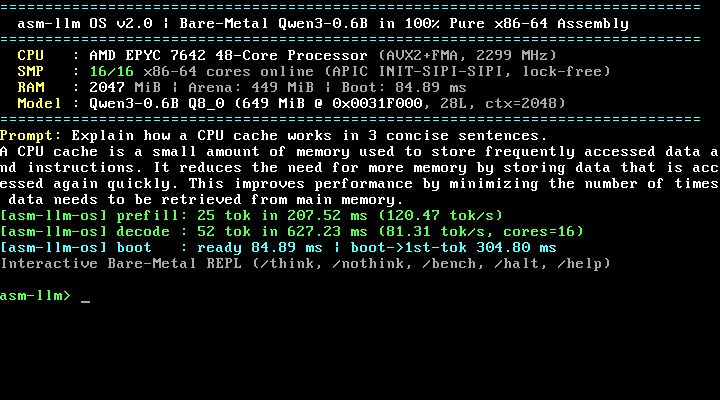 ================================================================================
asm-llm OS v2.0 ¦ Bare-Metal Qwen3-0.6B in 100% Pure x86-64 Assembly
================================================================================
CPU : AMD EPYC 7642 48-Core Processor (AVX2+FMA, 2299 MHz)
SMP : 16/16 x86-64 cores online (APIC INIT-SIPI-SIPI, lock-free)
RAM : 2047 MiB ¦ Arena: 449 MiB ¦ Boot: 84.89 ms
Model : Qwen3-0.6B Q8_0 (649 MiB @ 0x0031F000, 28L, ctx=2048)
================================================================================
Prompt: Explain how a CPU cache works in 3 concise sentences.
A CPU cache is a small amount of memory used to store frequently accessed data a
nd instructions. It reduces the need for more memory by storing data that is acc
essed again quickly. This improves performance by minimizing the number of times
data needs to be retrieved from main memory.
[asm-llm-os] prefill: 25 tok in 207.52 ms (120.47 tok/s)
[asm-llm-os] decode : 52 tok in 627.23 ms (81.31 tok/s, cores=16)
[asm-llm-os] boot : ready 84.89 ms ¦ boot->1st-tok 304.80 ms
Interactive Bare-Metal REPL (/think, /nothink, /bench, /halt, /help)
asm-llm> _